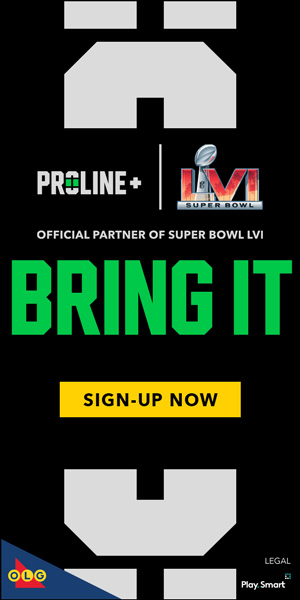 PROLINE+
LVI
SUPER BOWL
OFFICIAL PARTNER OF SUPER BOWL LVI
BRING IT
SIGN-UP NOW
LEGAL
OLG
Play. Smart